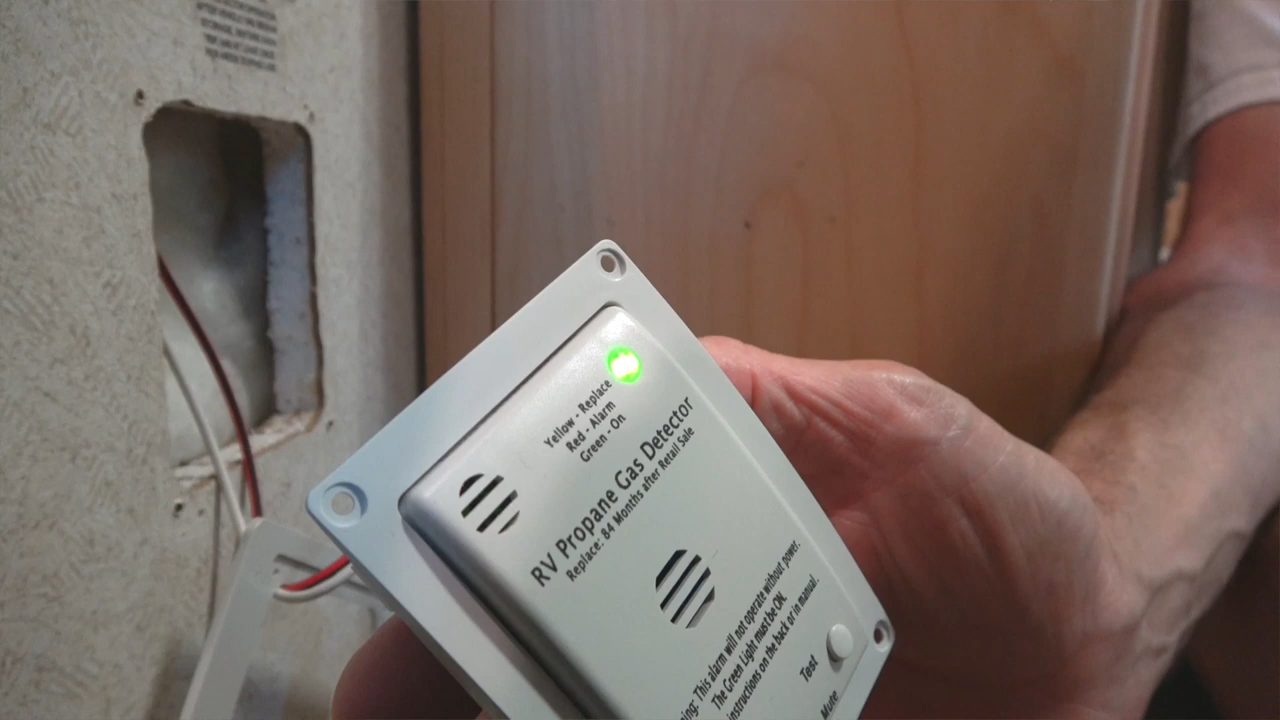 Yellow - Replace
Red - Alarm
Green - On
RV Propane Gas Detector
Replace: 84 Months after Retail Sale
This alarm will not operate without power.
The Green Light must be ON.
instructions on the back or in manual.
Test
Mute